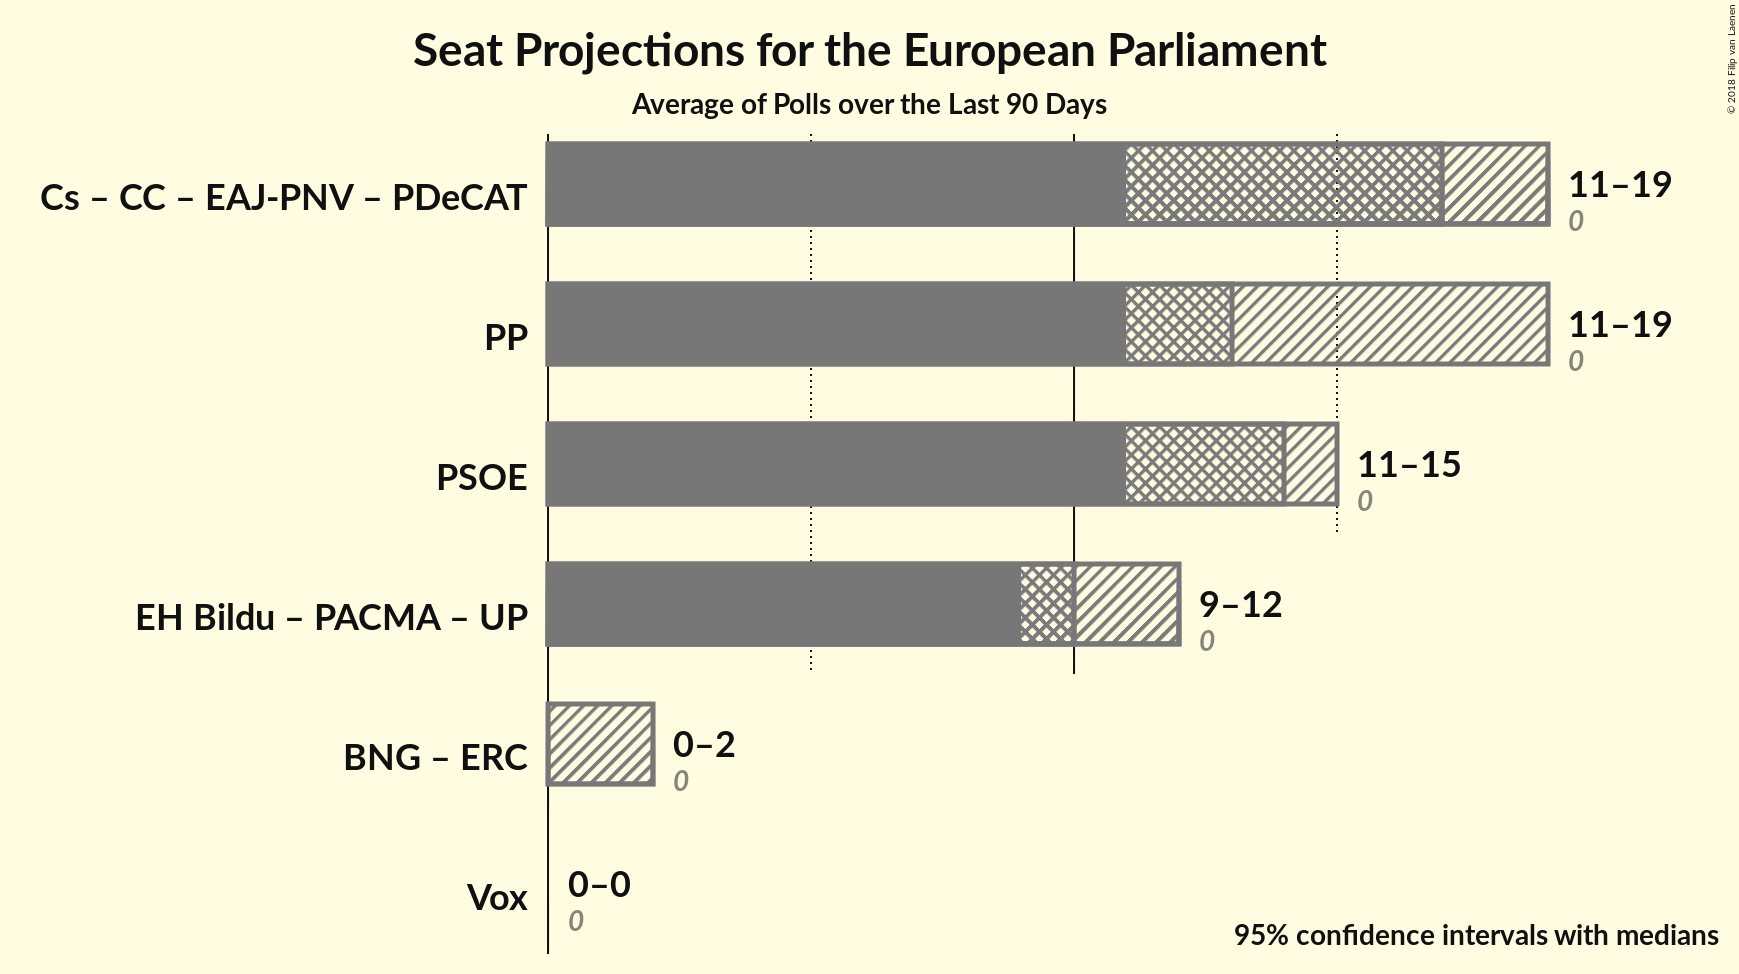 Seat Projections for the European Parliament
Average of Polls over the Last 90 Days
© 2018 Filip van Laenen
Cs – CC – EAJ-PNV – PDeCAT
11–19
0
PP
11–19
0
PSOE
11–15
0
EH Bildu – PACMA – UP
9–12
0
BNG – ERC
0–2
0
Vox
0–0
0
95% confidence intervals with medians